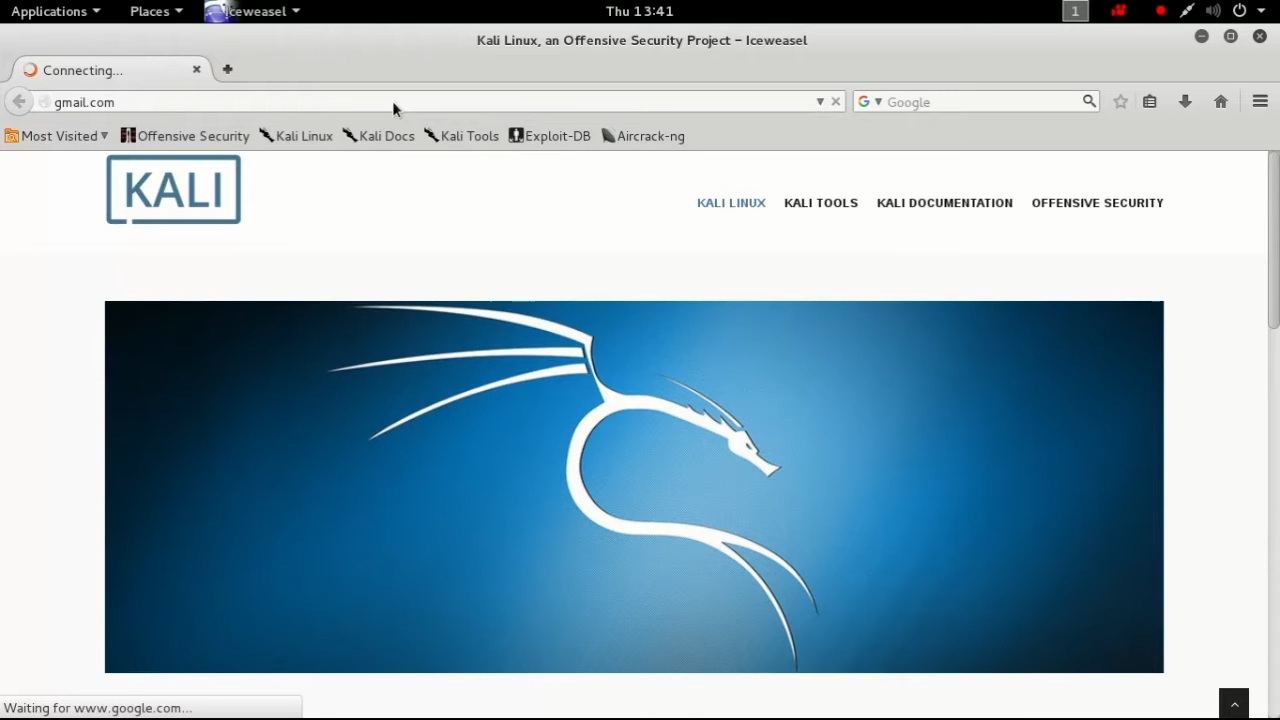 Applications Places Iceweasel Thu 13:41 1
Kali Linux, an Offensive Security Project - Iceweasel
Connecting...
gmail.com Google
Most Visited Offensive Security Kali Linux Kali Docs Kali Tools Exploit-DB Aircrack-ng
KALI KALI LINUX KALI TOOLS KALI DOCUMENTATION OFFENSIVE SECURITY
Waiting for www.google.com...